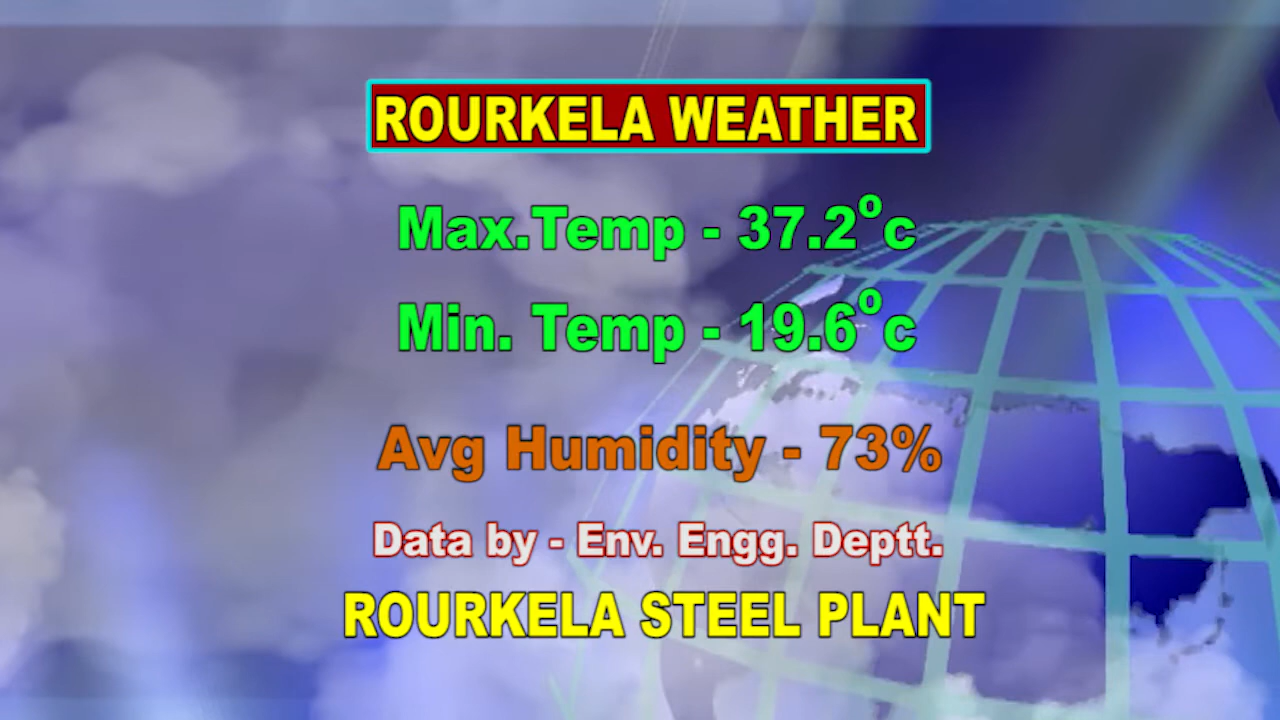 ROURKELA WEATHER
Max.Temp - 37.2°c
Min. Temp - 19.6°c
Avg Humidity - 73%
Data by - Env. Engg. Deptt.
ROURKELA STEEL PLANT